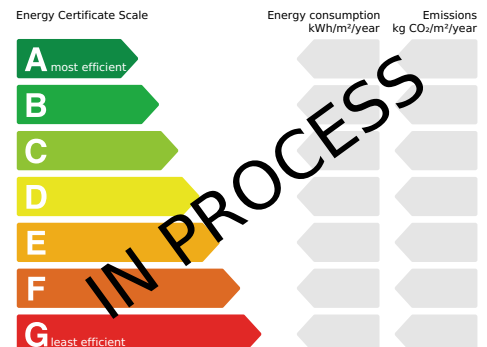 Energy Certificate Scale
Energy consumption
kWh/m²/year
Emissions
kg CO₂/m²/year
A most efficient
B
C
D
E
F
G least efficient
IN PROCESS